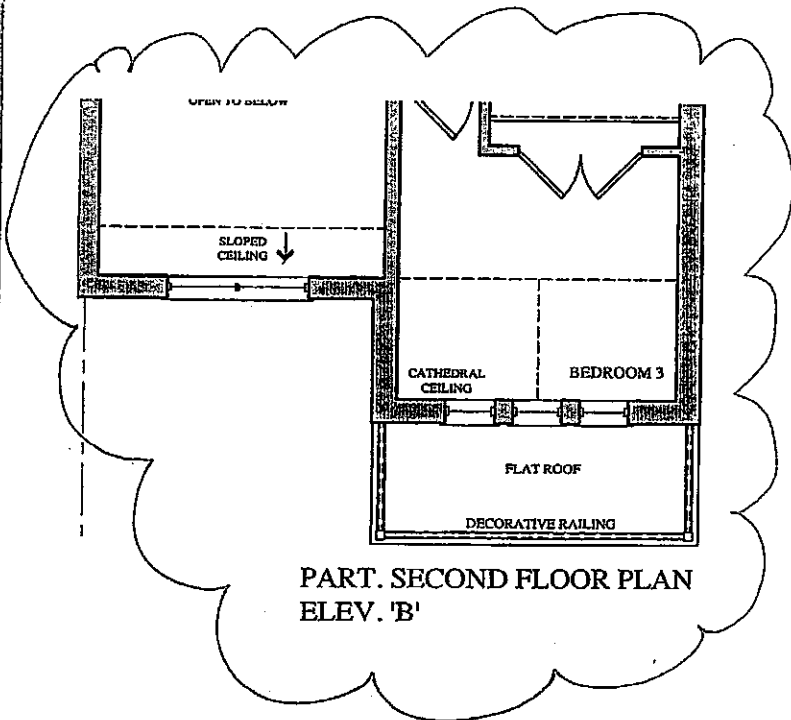 OPEN TO BELOW
SLOPED
CEILING
CATHEDRAL
CEILING
BEDROOM 3
FLAT ROOF
DECORATIVE RAILING
PART. SECOND FLOOR PLAN
ELEV. 'B'